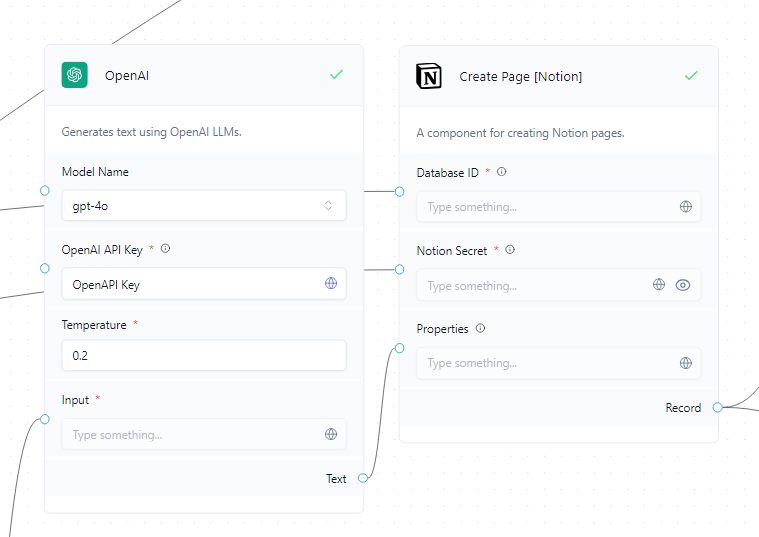 OpenAI
Generates text using OpenAI LLMs.
Model Name
gpt-4o
OpenAI API Key *
OpenAPI Key
Temperature *
0.2
Input *
Type something...
Text
Create Page [Notion]
A component for creating Notion pages.
Database ID *
Type something...
Notion Secret *
Type something...
Properties
Type something...
Record